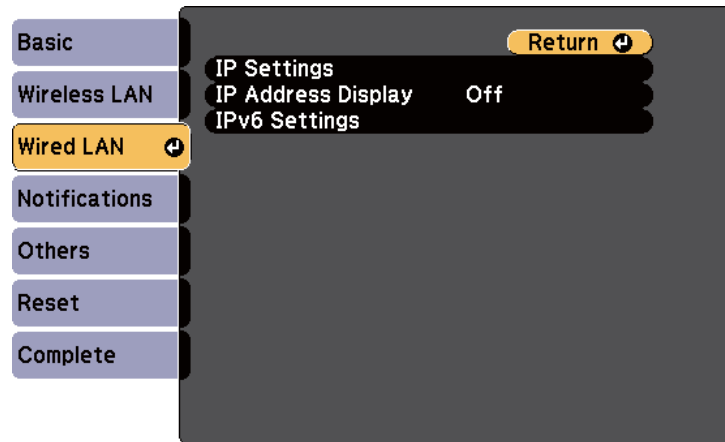 Basic
Wireless LAN
Wired LAN
Notifications
Others
Reset
Complete
Return
IP Settings
IP Address Display Off
IPv6 Settings